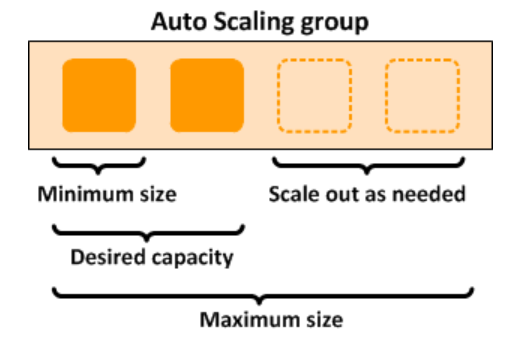 Auto Scaling group
Minimum size
Scale out as needed
Desired capacity
Maximum size